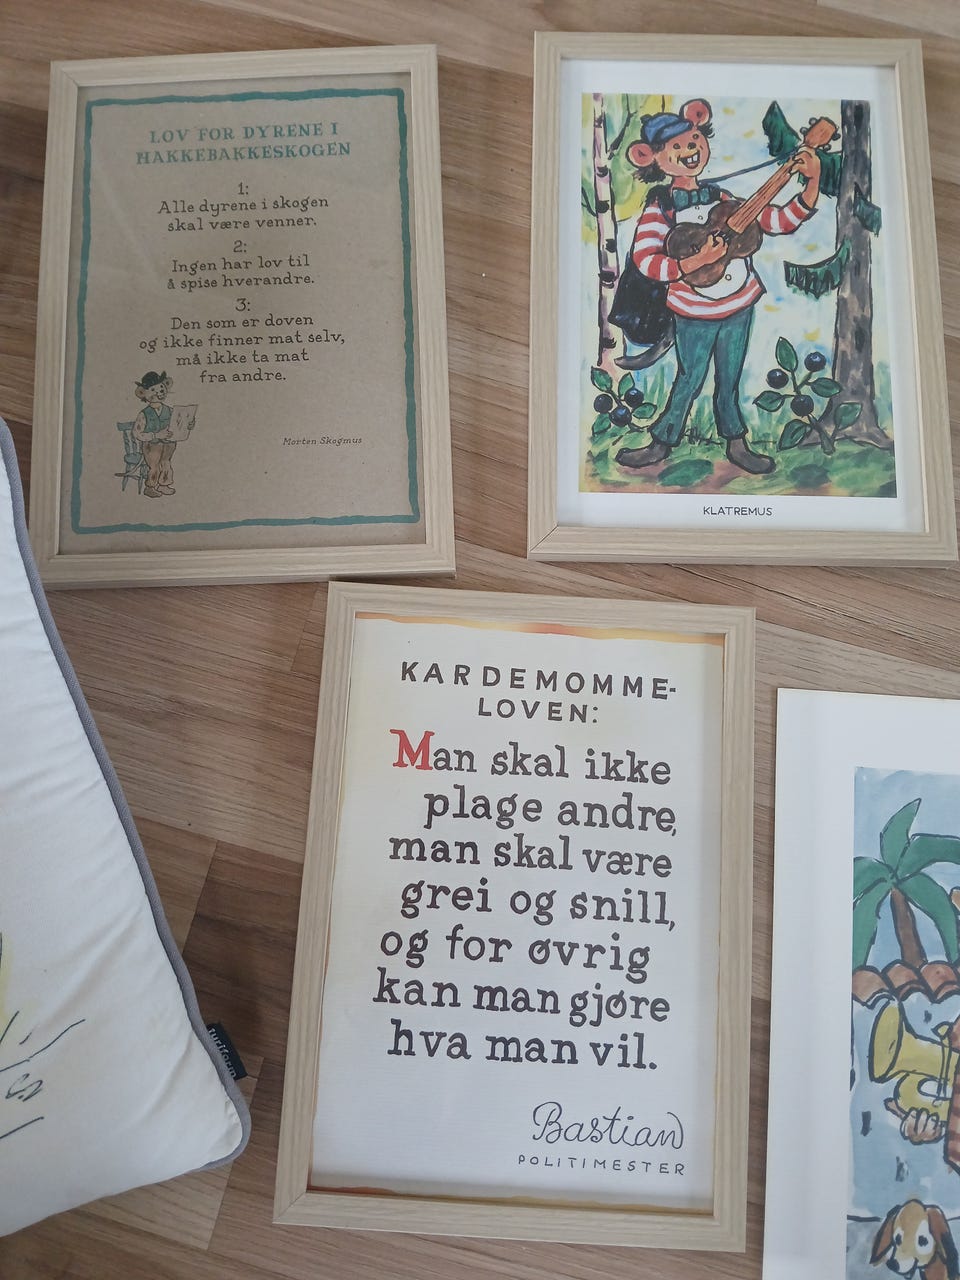 LOV FOR DYRENE I
HAKKEBAKKESKOGEN
1:
Alle dyrene i skogen
skal være venner.
2:
Ingen har lov til
å spise hverandre.
3:
Den som er doven
og ikke finner mat selv,
må ikke ta mat
fra andre.
Morten Skogmus
KLATREMUS
KARDEMOMME-
LOVEN:
Man skal ikke
plage andre,
man skal være
grei og snill,
og for øvrig
kan man gjøre
hva man vil.
Bastian
POLITIMESTER
turiform